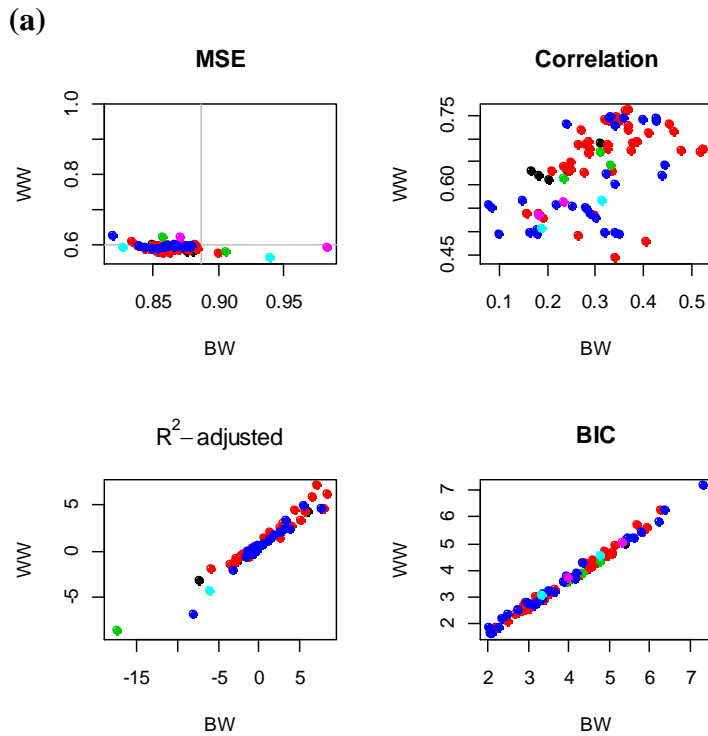 (a)
MSE
WW
1.0
0.8
0.6
0.85 0.90 0.95
BW
Correlation
WW
0.75
0.60
0.45
0.1 0.2 0.3 0.4 0.5
BW
R²–adjusted
WW
5
0
-5
-15 -5 0 5
BW
BIC
WW
7
6
5
4
3
2
2 3 4 5 6 7
BW